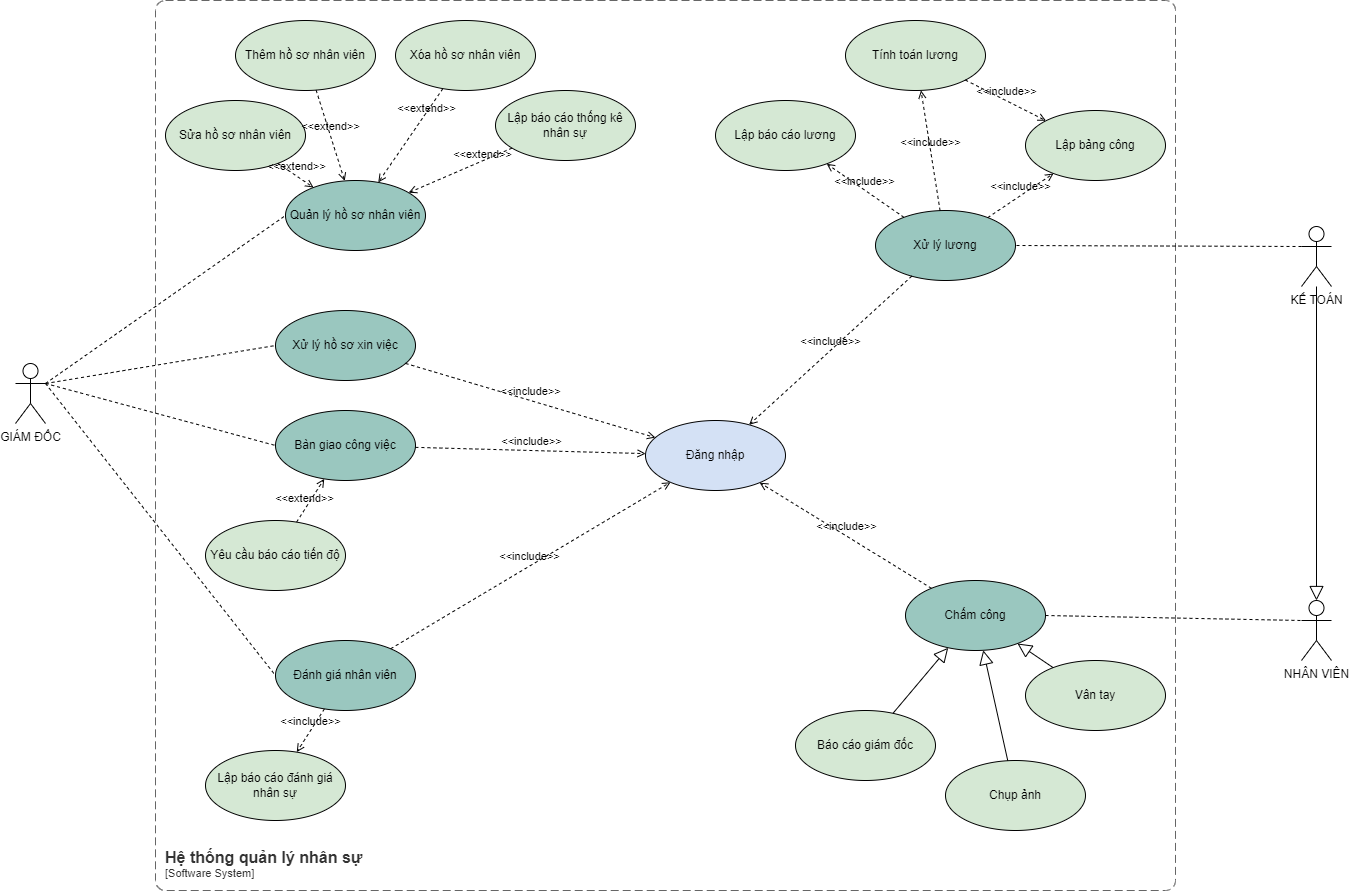 Thêm hồ sơ nhân viên
Xóa hồ sơ nhân viên
Tính toán lương
<<include>>
<<extend>>
<<extend>>
Sửa hồ sơ nhân viên
Lập báo cáo thống kê
nhân sự
Lập báo cáo lương
<<include>>
Lập bảng công
<<extend>>
<<extend>>
<<include>>
<<include>>
Quản lý hồ sơ nhân viên
Xử lý lương
KẾ TOÁN
Xử lý hồ sơ xin việc
<<include>>
<<include>>
GIÁM ĐỐC
Bàn giao công việc
<<include>>
Đăng nhập
<<extend>>
<<include>>
Yêu cầu báo cáo tiến độ
<<include>>
Chấm công
Đánh giá nhân viên
NHÂN VIÊN
Vân tay
<<include>>
Báo cáo giám đốc
Lập báo cáo đánh giá
nhân sự
Chụp ảnh
Hệ thống quản lý nhân sự
[Software System]